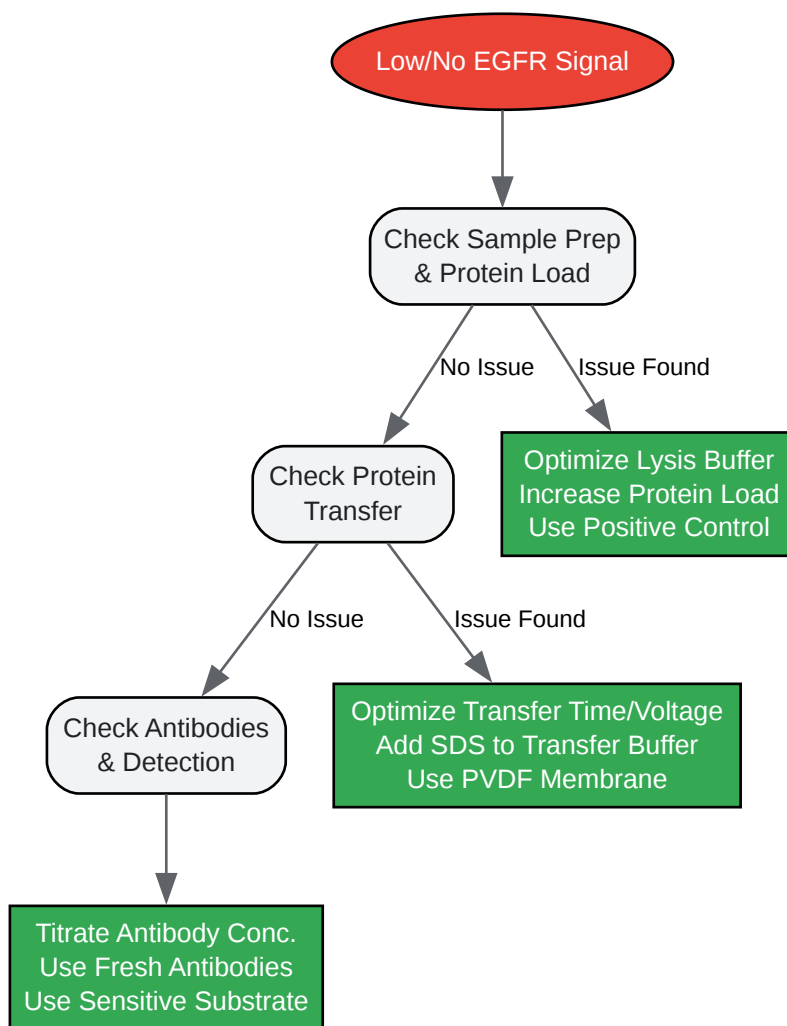 Low/No EGFR Signal
Check Sample Prep
& Protein Load
No Issue
Issue Found
Optimize Lysis Buffer
Increase Protein Load
Use Positive Control
Check Protein
Transfer
No Issue
Issue Found
Optimize Transfer Time/Voltage
Add SDS to Transfer Buffer
Use PVDF Membrane
Check Antibodies
& Detection
Titrate Antibody Conc.
Use Fresh Antibodies
Use Sensitive Substrate